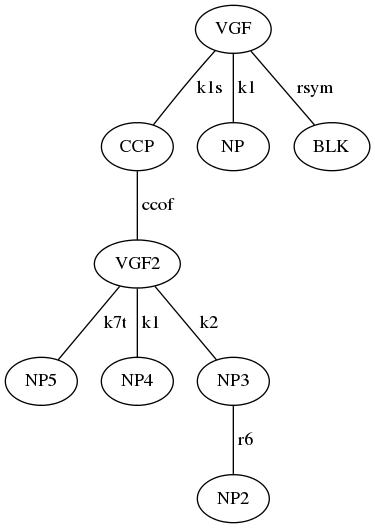 VGF
k1s k1 rsym
CCP NP BLK
ccof
VGF2
k7t k1 k2
NP5 NP4 NP3
r6
NP2